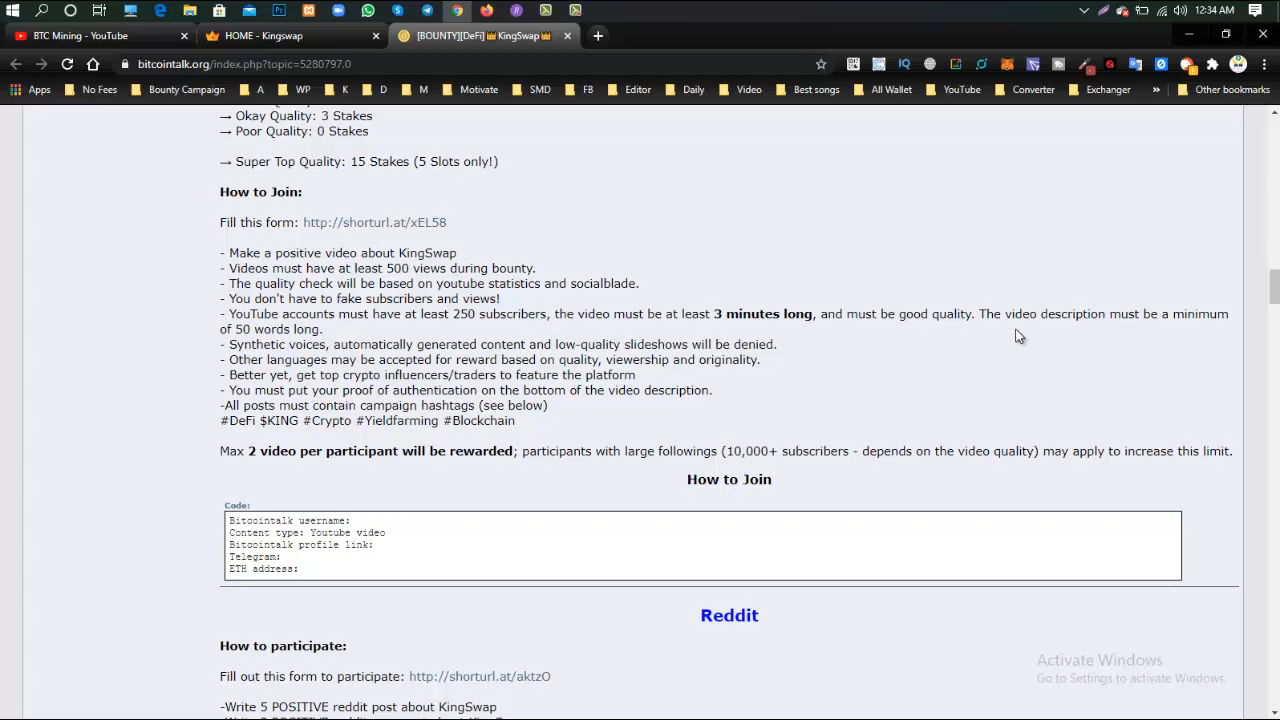 BTC Mining - YouTube
HOME - Kingswap
[BOUNTY][DeFi] KingSwap
12:34 AM
bitcointalk.org/index.php?topic=5280797.0
Apps
No Fees
Bounty Campaign
A
WP
K
D
M
Motivate
SMD
FB
Editor
Daily
Video
Best songs
All Wallet
YouTube
Converter
Exchanger
»
Other bookmarks
→ Okay Quality: 3 Stakes
→ Poor Quality: 0 Stakes
→ Super Top Quality: 15 Stakes (5 Slots only!)
How to Join:
Fill this form: http://shorturl.at/xEL58
- Make a positive video about KingSwap
- Videos must have at least 500 views during bounty.
- The quality check will be based on youtube statistics and socialblade.
- You don't have to fake subscribers and views!
- YouTube accounts must have at least 250 subscribers, the video must be at least 3 minutes long, and must be good quality. The video description must be a minimum
of 50 words long.
- Synthetic voices, automatically generated content and low-quality slideshows will be denied.
- Other languages may be accepted for reward based on quality, viewership and originality.
- Better yet, get top crypto influencers/traders to feature the platform
- You must put your proof of authentication on the bottom of the video description.
-All posts must contain campaign hashtags (see below)
#DeFi $KING #Crypto #Yieldfarming #Blockchain
Max 2 video per participant will be rewarded; participants with large followings (10,000+ subscribers - depends on the video quality) may apply to increase this limit.
How to Join
Code:
Bitcointalk username:
Content type: Youtube video
Bitcointalk profile link:
Telegram:
ETH address:
Reddit
How to participate:
Fill out this form to participate: http://shorturl.at/aktzO
-Write 5 POSITIVE reddit post about KingSwap
Activate Windows
Go to Settings to activate Windows.